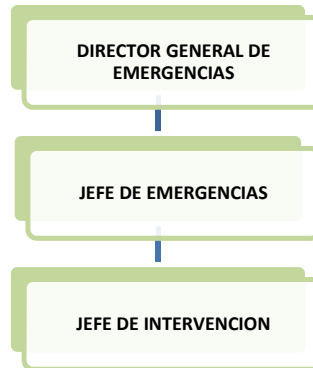 DIRECTOR GENERAL DE
EMERGENCIAS
JEFE DE EMERGENCIAS
JEFE DE INTERVENCION